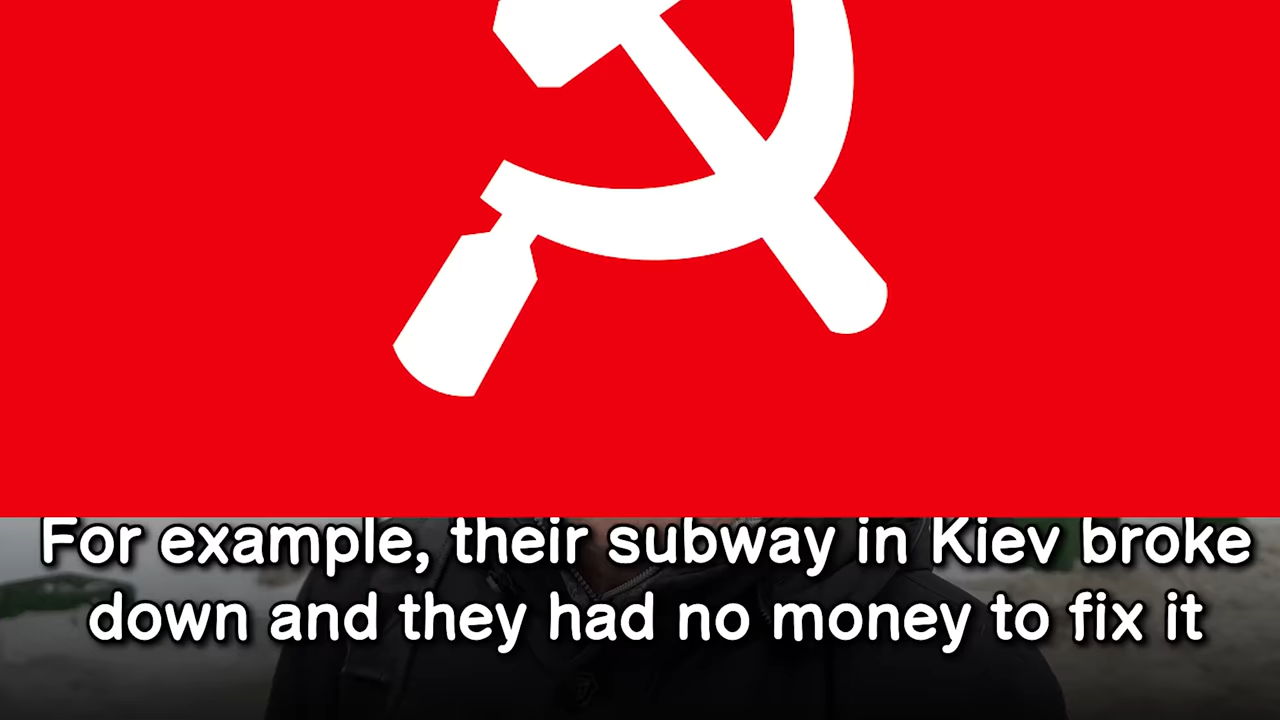 For example, their subway in Kiev broke
down and they had no money to fix it